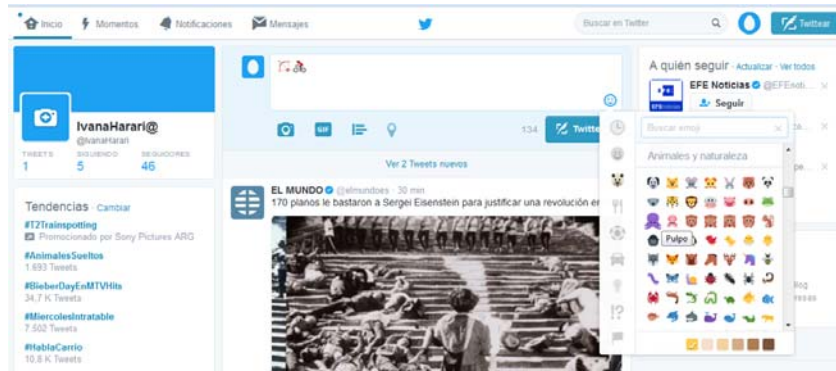 Inicio Momentos Notificaciones Mensajes Buscar en Twitter Twittear
IvanaHarari@
@IvanaHarari
TWEETS SIGUIENDO SEGUIDORES
1 5 46
Tendencias · Cambiar
#T2Trainspotting
Promocionado por Sony Pictures ARG
#AnimalesSueltos
1.693 Tweets
#BieberDayEnMTVHits
34.7 K Tweets
#MiercolesIntratable
7.502 Tweets
#HablaCarrio
10.8 K Tweets
GIF 134 Twitte
Ver 2 Tweets nuevos
EL MUNDO @elmundoes · 30 min
170 planos le bastaron a Sergei Eisenstein para justificar una revolución en
A quién seguir · Actualizar · Ver todos
EFE Noticias @EFEnoti...
Seguir
Buscar emoji
Animales y naturaleza
Pulpo